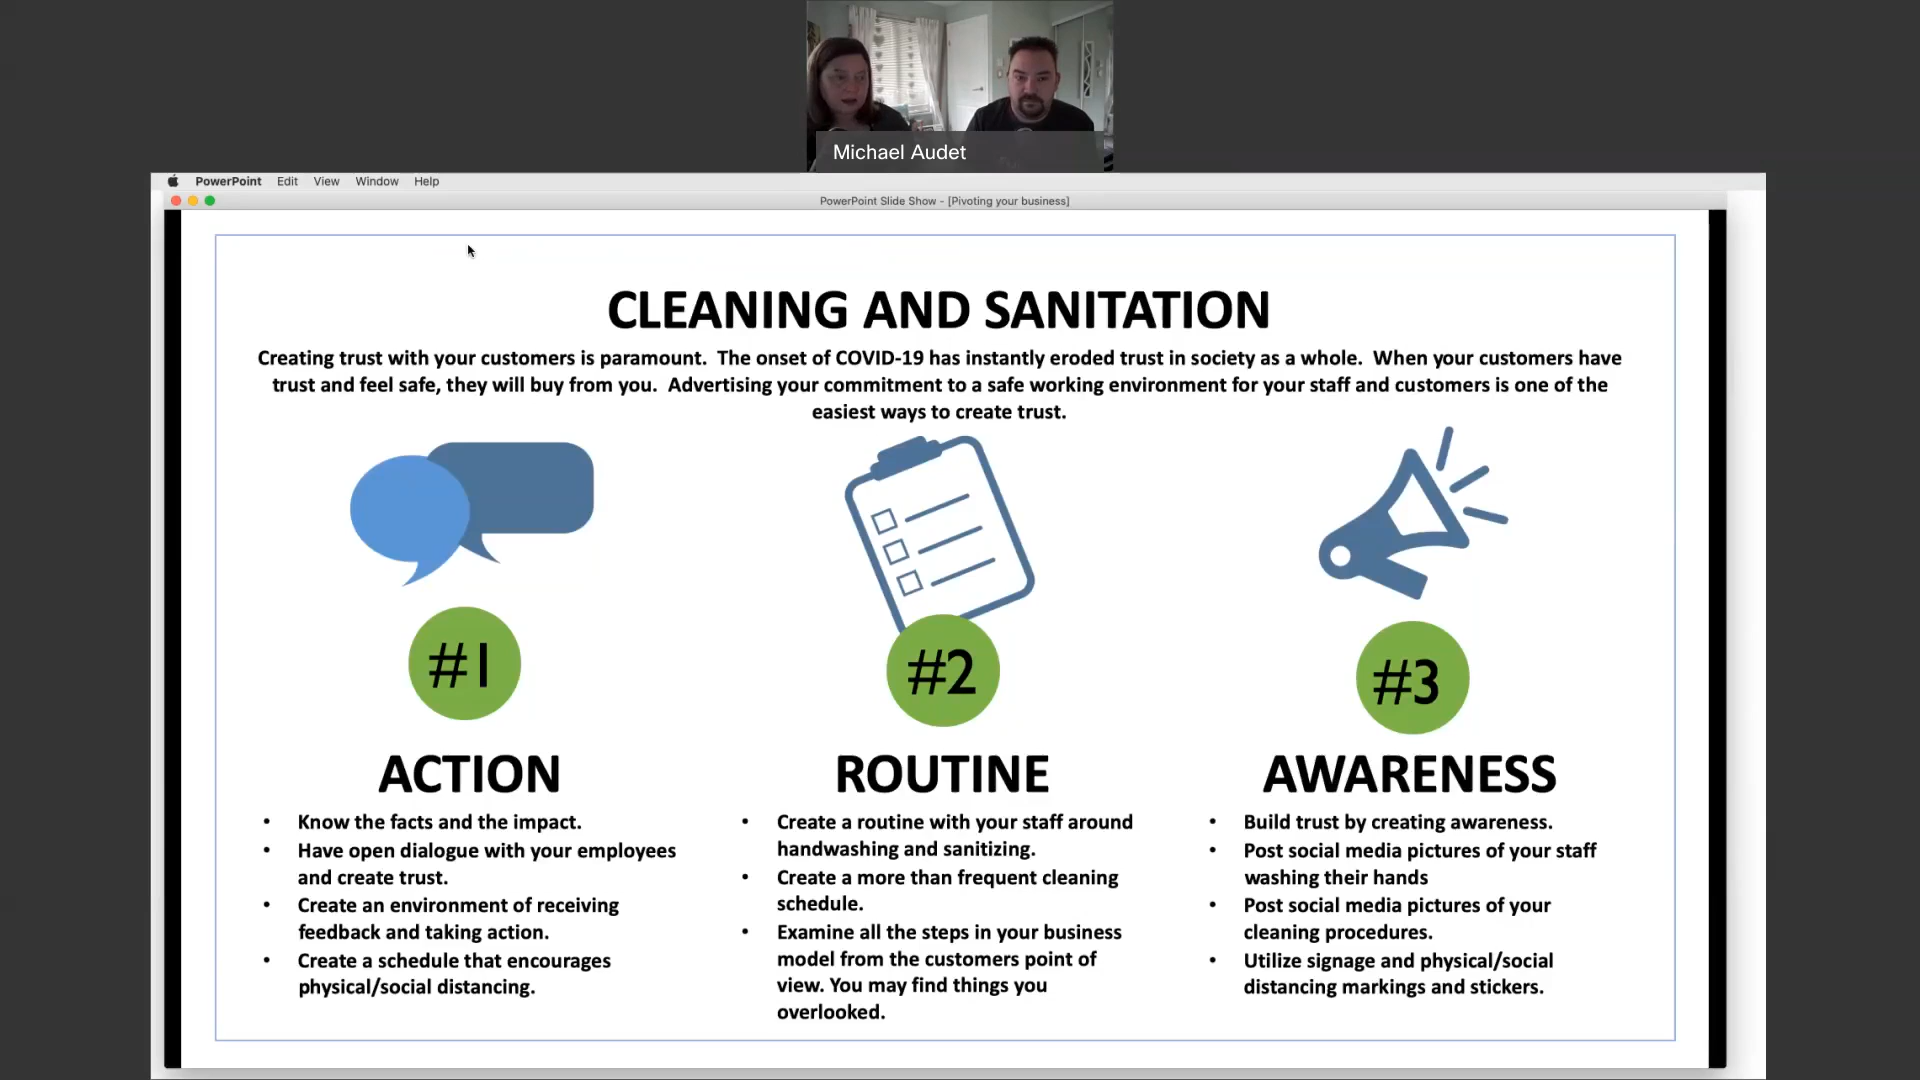 Michael Audet
PowerPoint Edit View Window Help
PowerPoint Slide Show - [Pivoting your business]
CLEANING AND SANITATION
Creating trust with your customers is paramount. The onset of COVID-19 has instantly eroded trust in society as a whole. When your customers have
trust and feel safe, they will buy from you. Advertising your commitment to a safe working environment for your staff and customers is one of the
easiest ways to create trust.
#1
#2
#3
ACTION
• Know the facts and the impact.
• Have open dialogue with your employees
and create trust.
• Create an environment of receiving
feedback and taking action.
• Create a schedule that encourages
physical/social distancing.
ROUTINE
• Create a routine with your staff around
handwashing and sanitizing.
• Create a more than frequent cleaning
schedule.
• Examine all the steps in your business
model from the customers point of
view. You may find things you
overlooked.
AWARENESS
• Build trust by creating awareness.
• Post social media pictures of your staff
washing their hands
• Post social media pictures of your
cleaning procedures.
• Utilize signage and physical/social
distancing markings and stickers.